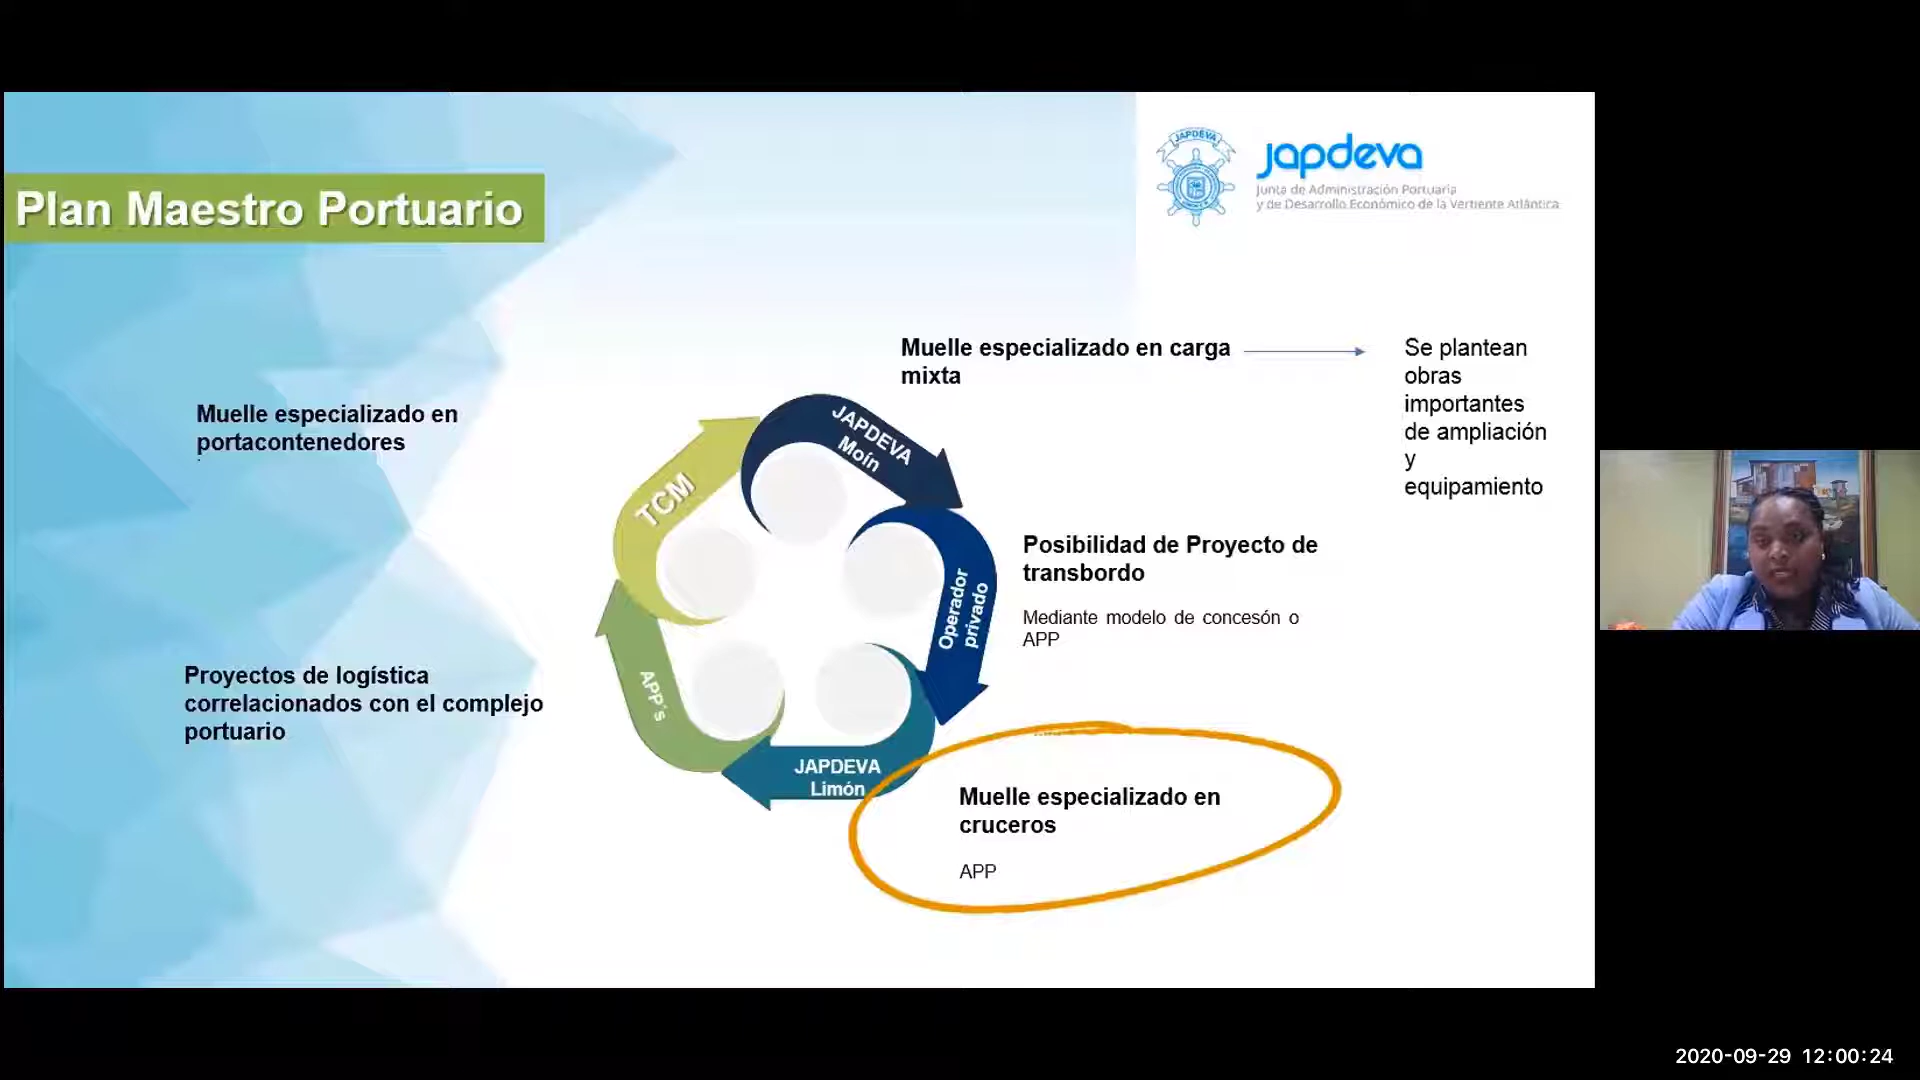 Plan Maestro Portuario
JAPDEVA
japdeva
Junta de Administración Portuaria
y de Desarrollo Económico de la Vertiente Atlántica
Muelle especializado en carga
mixta
Se plantean
obras
importantes
de ampliación
y
equipamiento
Muelle especializado en
portacontenedores
.
JAPDEVA
Moín
TCM
Posibilidad de Proyecto de
transbordo
Mediante modelo de concesón o
APP
Operador
privado
Proyectos de logística
correlacionados con el complejo
portuario
APP´s
JAPDEVA
Limón
Muelle especializado en
cruceros
APP
2020-09-29 12:00:24